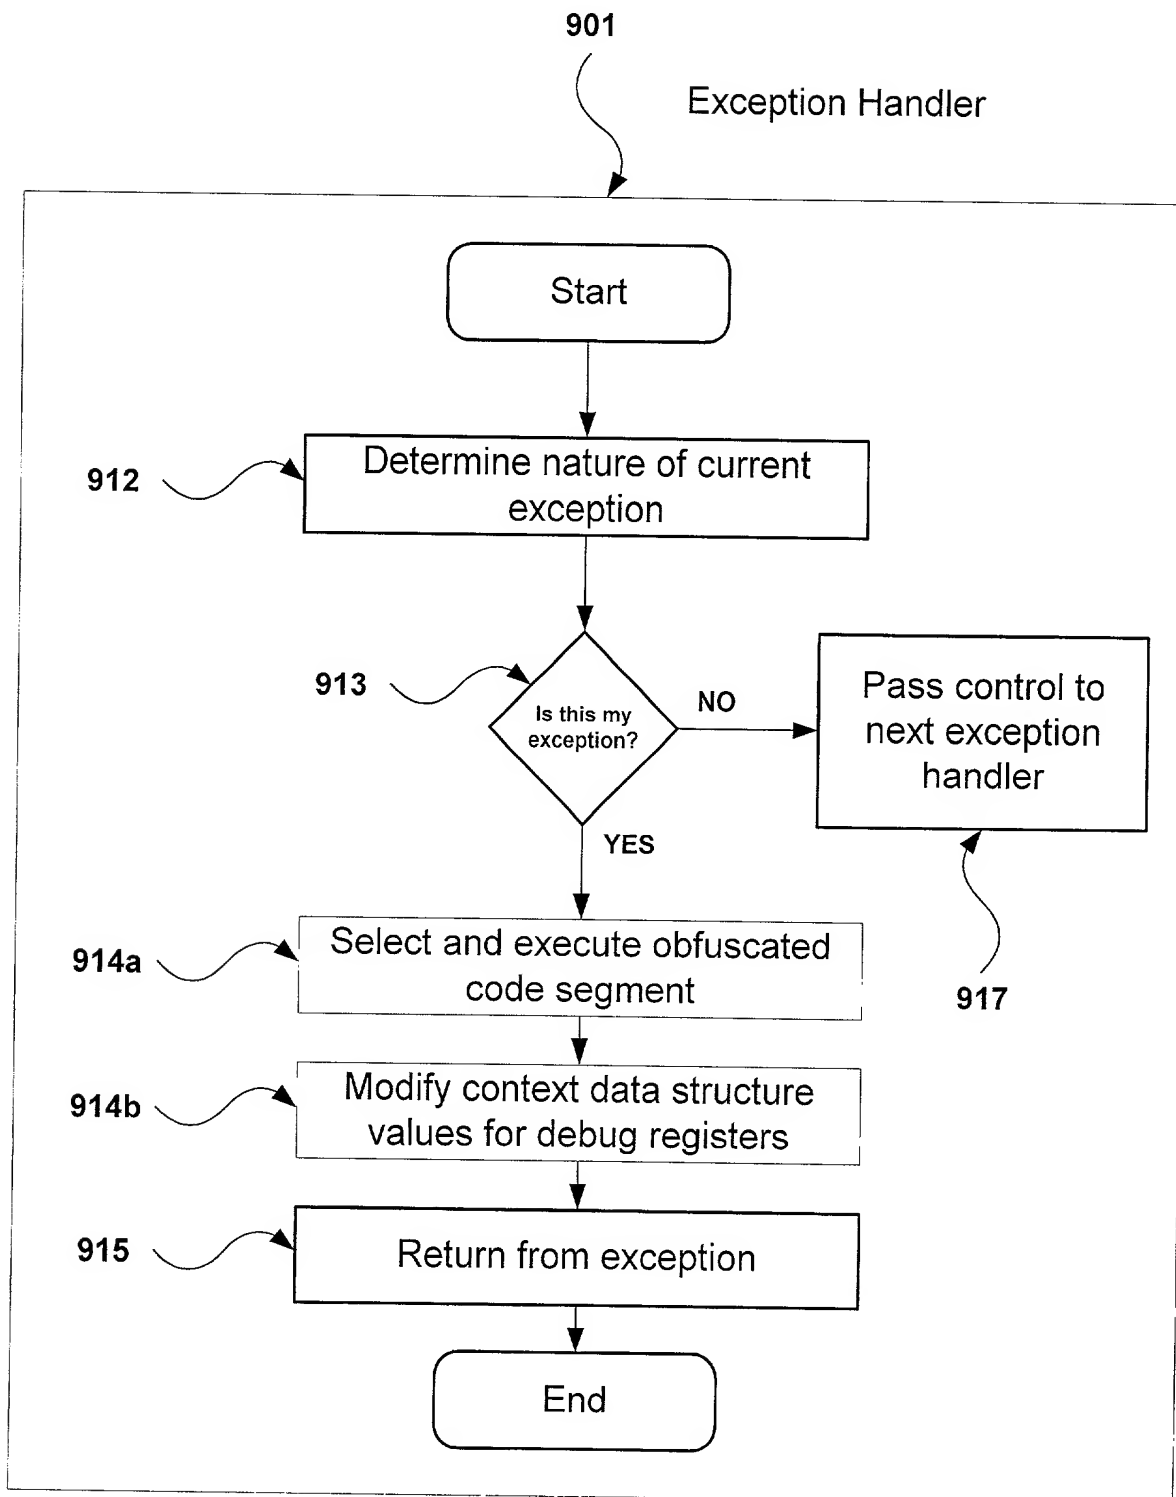 901
Exception Handler
Start
912
Determine nature of current
exception
913
Is this my
exception?
NO
Pass control to
next exception
handler
YES
914a
Select and execute obfuscated
code segment
917
914b
Modify context data structure
values for debug registers
915
Return from exception
End